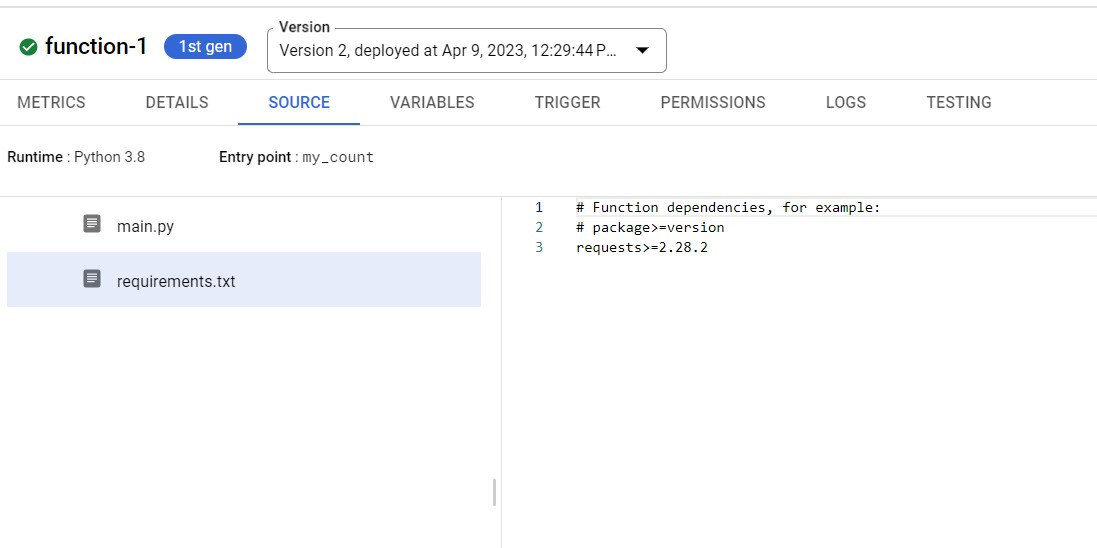 function-1
1st gen
Version
Version 2, deployed at Apr 9, 2023, 12:29:44 P...
METRICS DETAILS SOURCE VARIABLES TRIGGER PERMISSIONS LOGS TESTING
Runtime : Python 3.8 Entry point : my_count
main.py
requirements.txt
1 # Function dependencies, for example:
2 # package>=version
3 requests>=2.28.2